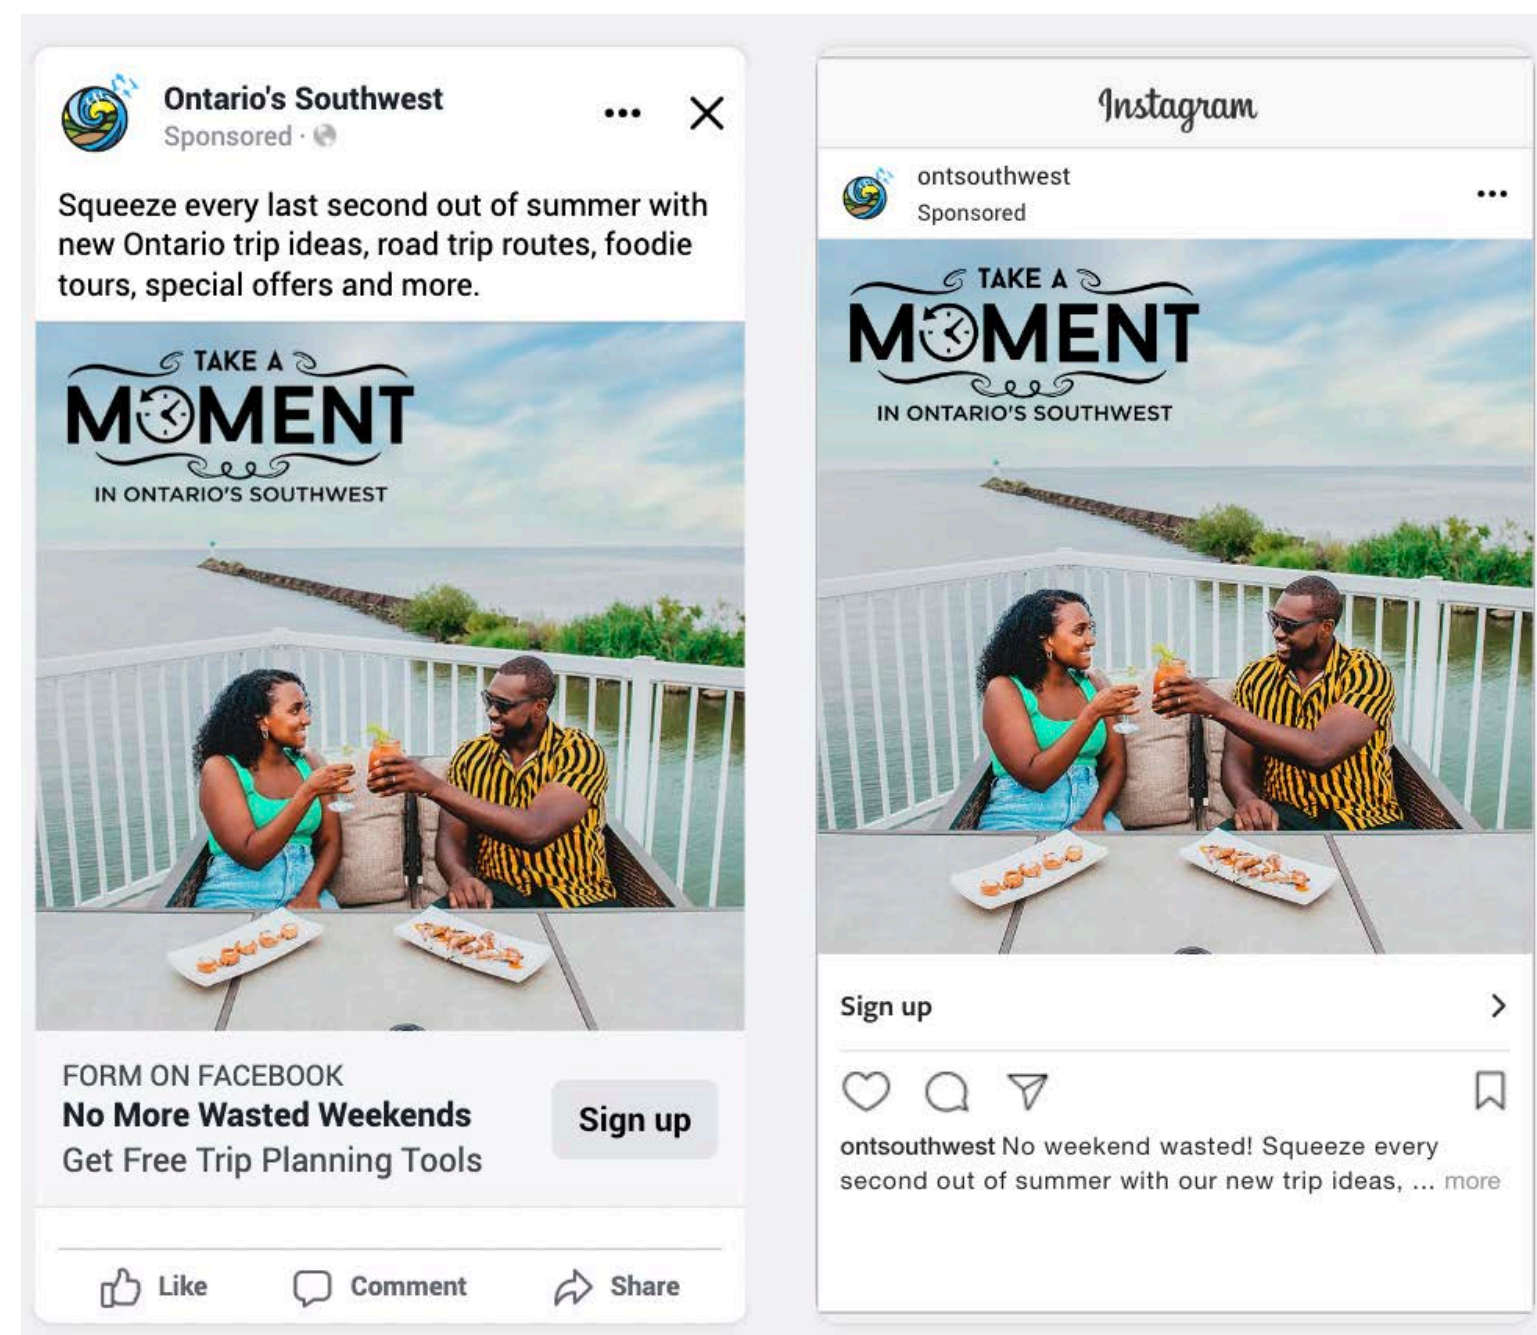 Ontario's Southwest
Sponsored ·
Squeeze every last second out of summer with
new Ontario trip ideas, road trip routes, foodie
tours, special offers and more.
TAKE A
MOMENT
IN ONTARIO'S SOUTHWEST
FORM ON FACEBOOK
No More Wasted Weekends
Get Free Trip Planning Tools
Sign up
Like
Comment
Share
Instagram
ontsouthwest
Sponsored
TAKE A
MOMENT
IN ONTARIO'S SOUTHWEST
Sign up
ontsouthwest No weekend wasted! Squeeze every
second out of summer with our new trip ideas, ... more